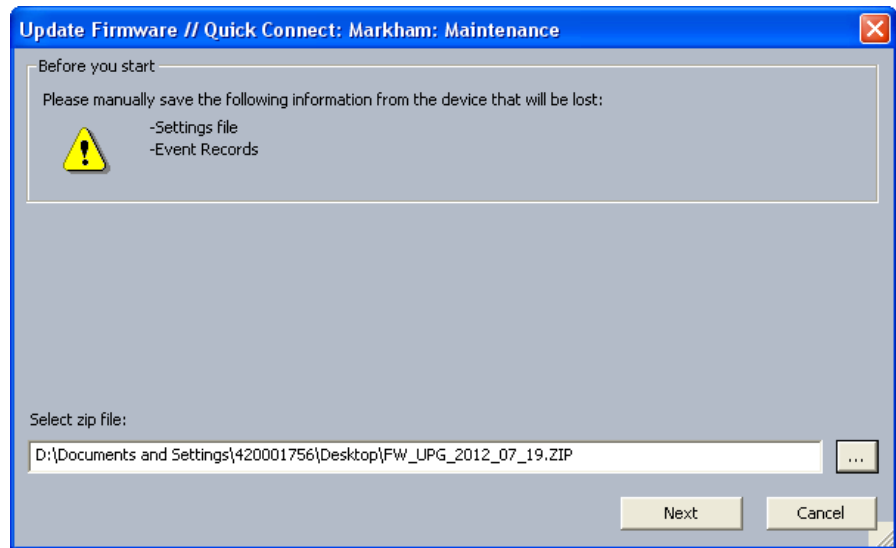 Update Firmware // Quick Connect: Markham: Maintenance
Before you start
Please manually save the following information from the device that will be lost:
-Settings file
-Event Records
Select zip file:
D:\Documents and Settings\420001756\Desktop\FW_UPG_2012_07_19.ZIP
...
Next
Cancel